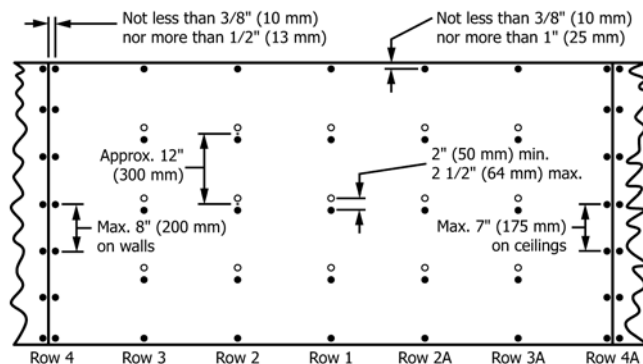 Not less than 3/8" (10 mm)
nor more than 1/2" (13 mm)
Not less than 3/8" (10 mm)
nor more than 1" (25 mm)
Approx. 12"
(300 mm)
2" (50 mm) min.
2 1/2" (64 mm) max.
Max. 8" (200 mm)
on walls
Max. 7" (175 mm)
on ceilings
Row 4 Row 3 Row 2 Row 1 Row 2A Row 3A Row 4A